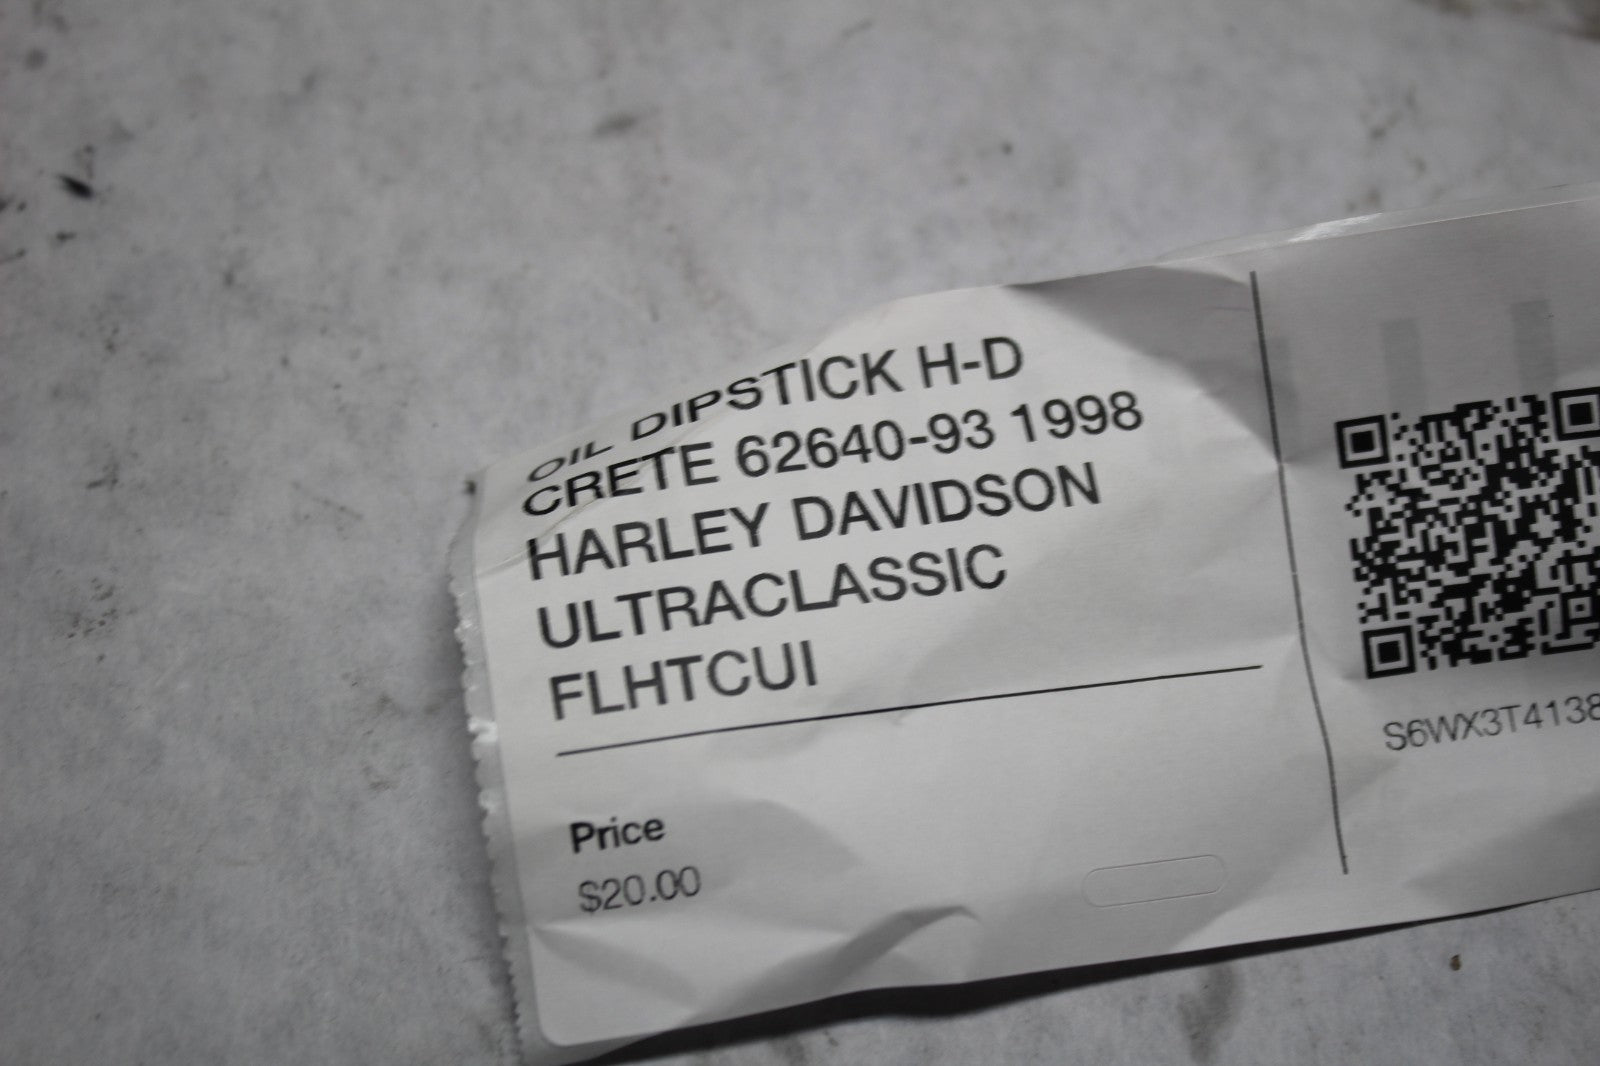 OIL DIPSTICK H-D
CRETE 62640-93 1998
HARLEY DAVIDSON
ULTRACLASSIC
FLHTCUI
Price
$20.00
S6WX3T4138